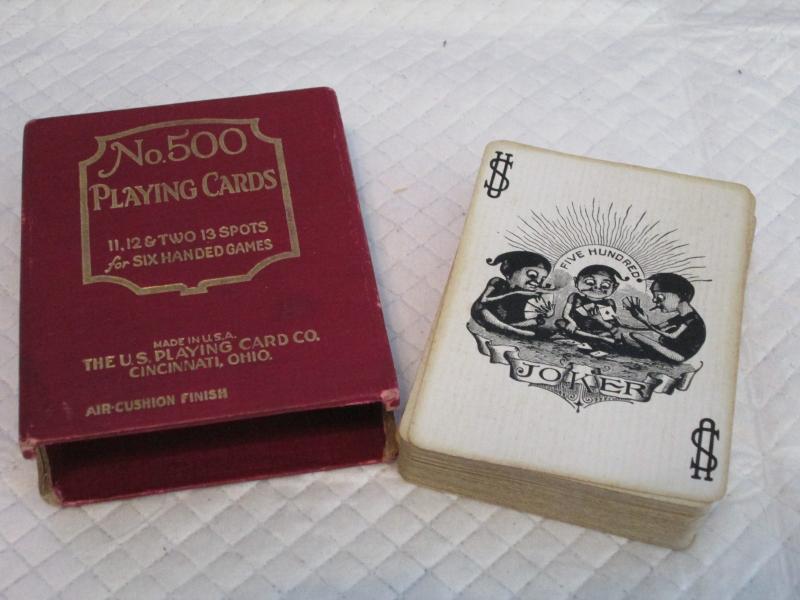 No. 500
PLAYING CARDS
11, 12 & TWO 13 SPOTS
for SIX HANDED GAMES
MADE IN U.S.A.
THE U.S. PLAYING CARD CO.
CINCINNATI, OHIO.
AIR-CUSHION FINISH
FIVE HUNDRED
JOKER